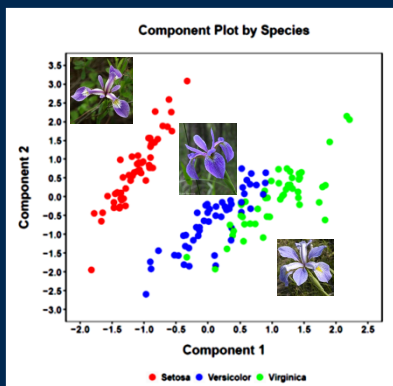 Component Plot by Species
Component 2
3.5
3.0
2.5
2.0
1.5
1.0
0.5
0.0
−0.5
−1.0
−1.5
−2.0
−2.5
−3.0
−2.0 −1.5 −1.0 −0.5 0.0 0.5 1.0 1.5 2.0 2.5
Component 1
Setosa Versicolor Virginica